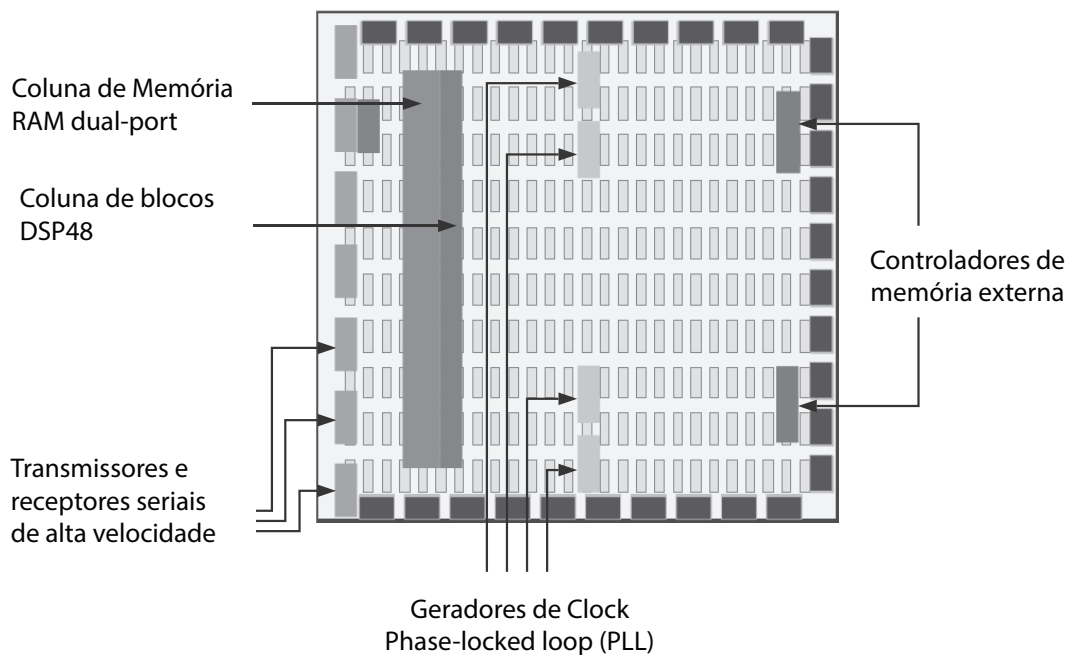 Coluna de Memória
RAM dual-port
Coluna de blocos
DSP48
Controladores de
memória externa
Transmissores e
receptores seriais
de alta velocidade
Geradores de Clock
Phase-locked loop (PLL)